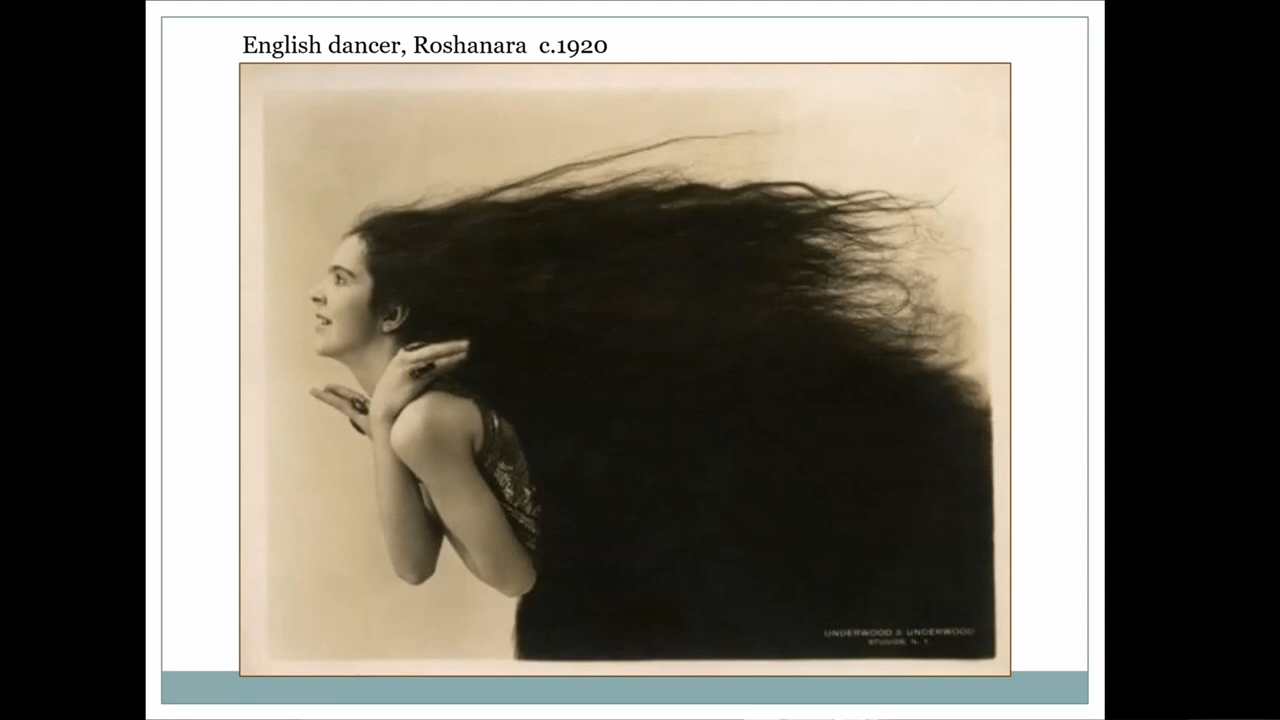 English dancer, Roshanara c.1920
UNDERWOOD & UNDERWOOD
STUDIOS, N. Y.